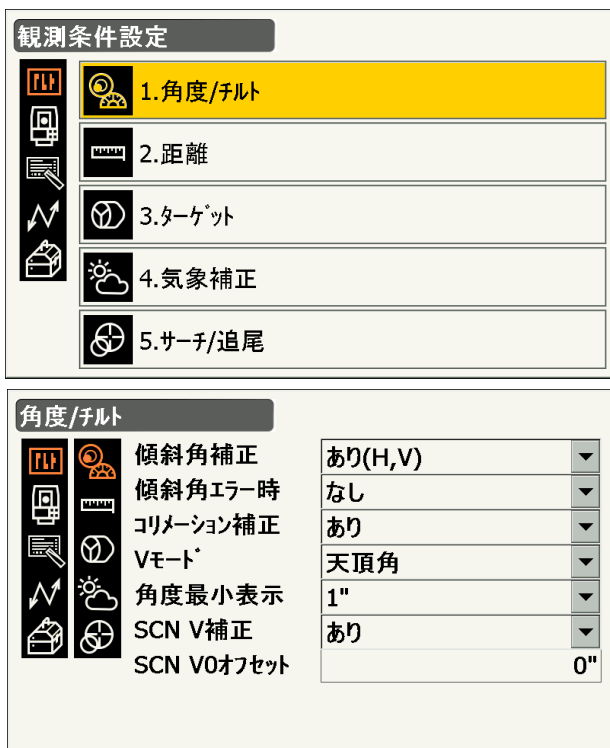 観測条件設定
1.角度/ﾁﾙﾄ
2.距離
3.ﾀｰｹﾞｯﾄ
4.気象補正
5.ｻｰﾁ/追尾
角度/ﾁﾙﾄ
傾斜角補正 あり(H,V)
傾斜角ｴﾗｰ時 なし
ｺﾘﾒｰｼｮﾝ補正 あり
Vﾓｰﾄﾞ 天頂角
角度最小表示 1"
SCN V補正 あり
SCN V0ｵﾌｾｯﾄ 0"